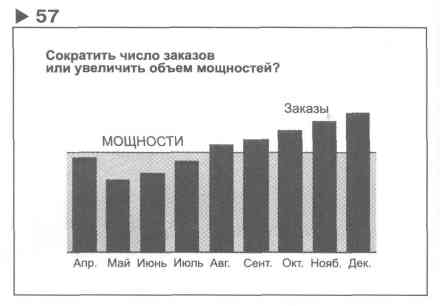 ▶ 57
Сократить число заказов
или увеличить объем мощностей?
Заказы
МОЩНОСТИ
Апр. Май Июнь Июль Авг. Сент. Окт. Нояб. Дек.